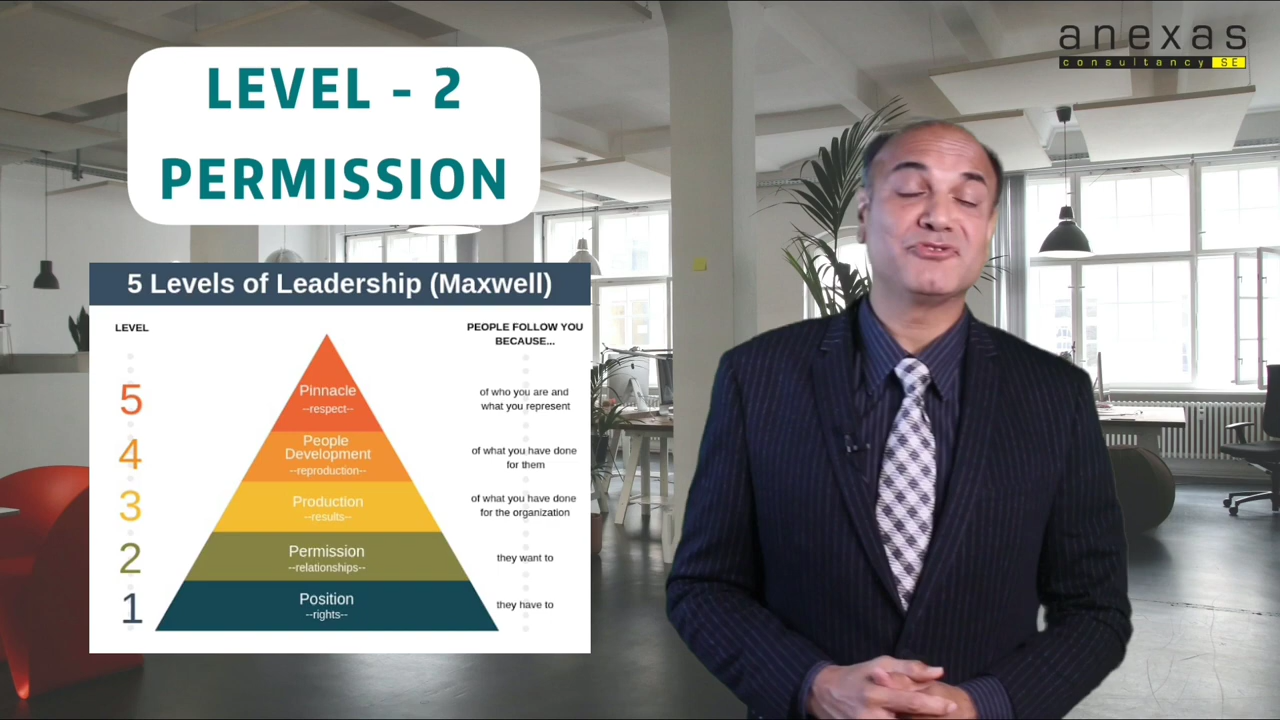 LEVEL - 2
PERMISSION
anexas
consultancy SE
5 Levels of Leadership (Maxwell)
LEVEL
PEOPLE FOLLOW YOU
BECAUSE...
5
Pinnacle
--respect--
of who you are and
what you represent
4
People
Development
--reproduction--
of what you have done
for them
3
Production
--results--
of what you have done
for the organization
2
Permission
--relationships--
they want to
1
Position
--rights--
they have to